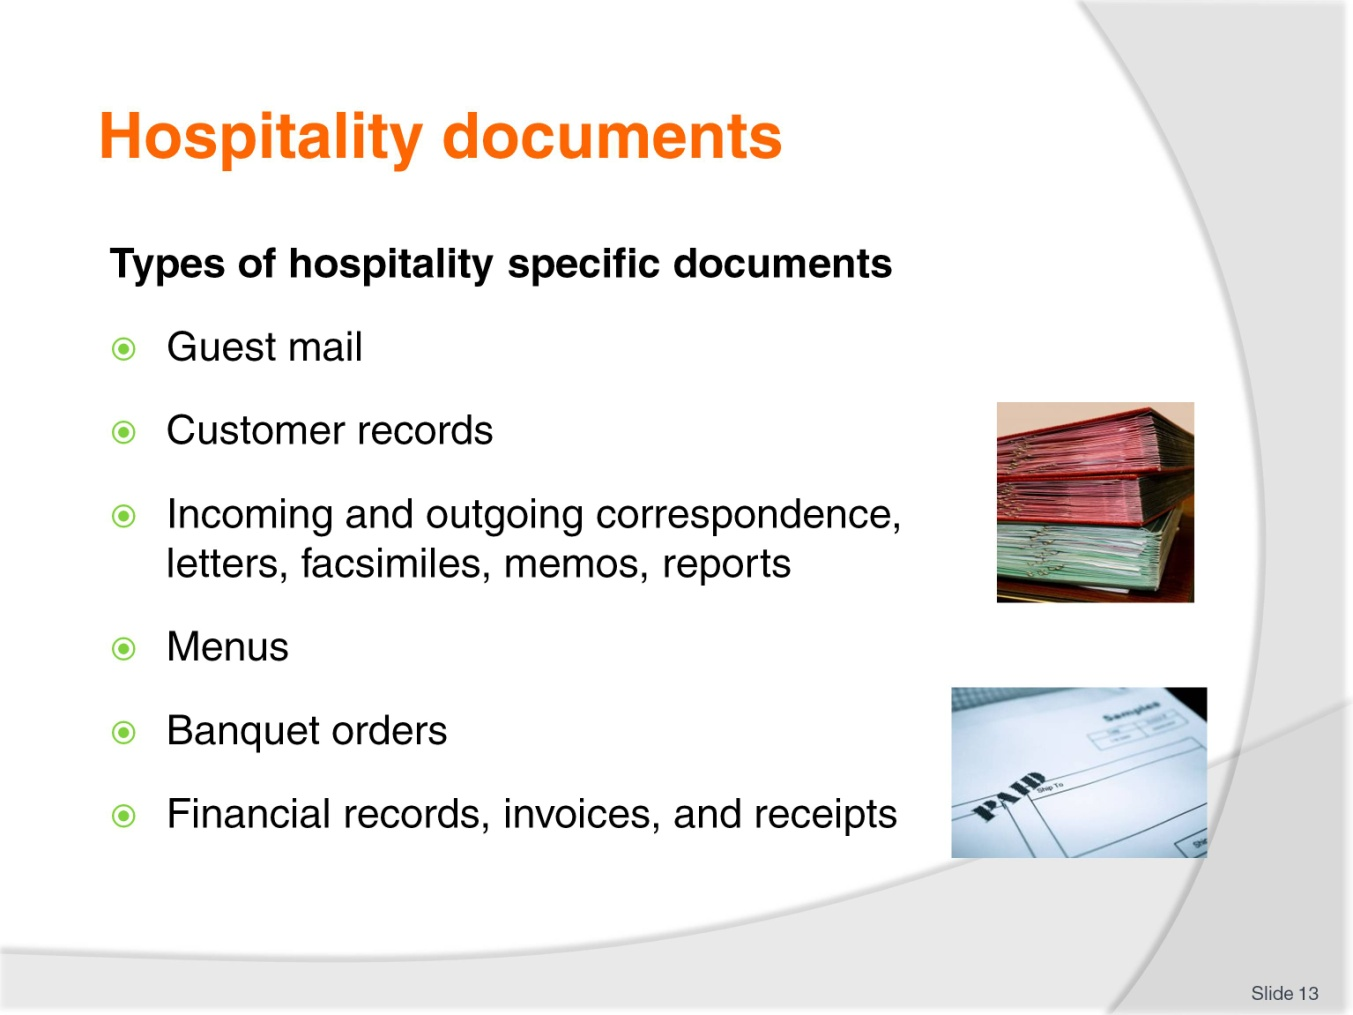 Hospitality documents
Types of hospitality specific documents
Guest mail
Customer records
Incoming and outgoing correspondence,
letters, facsimiles, memos, reports
Menus
Banquet orders
Financial records, invoices, and receipts
Samples
PAID
Ship To
Slide 13